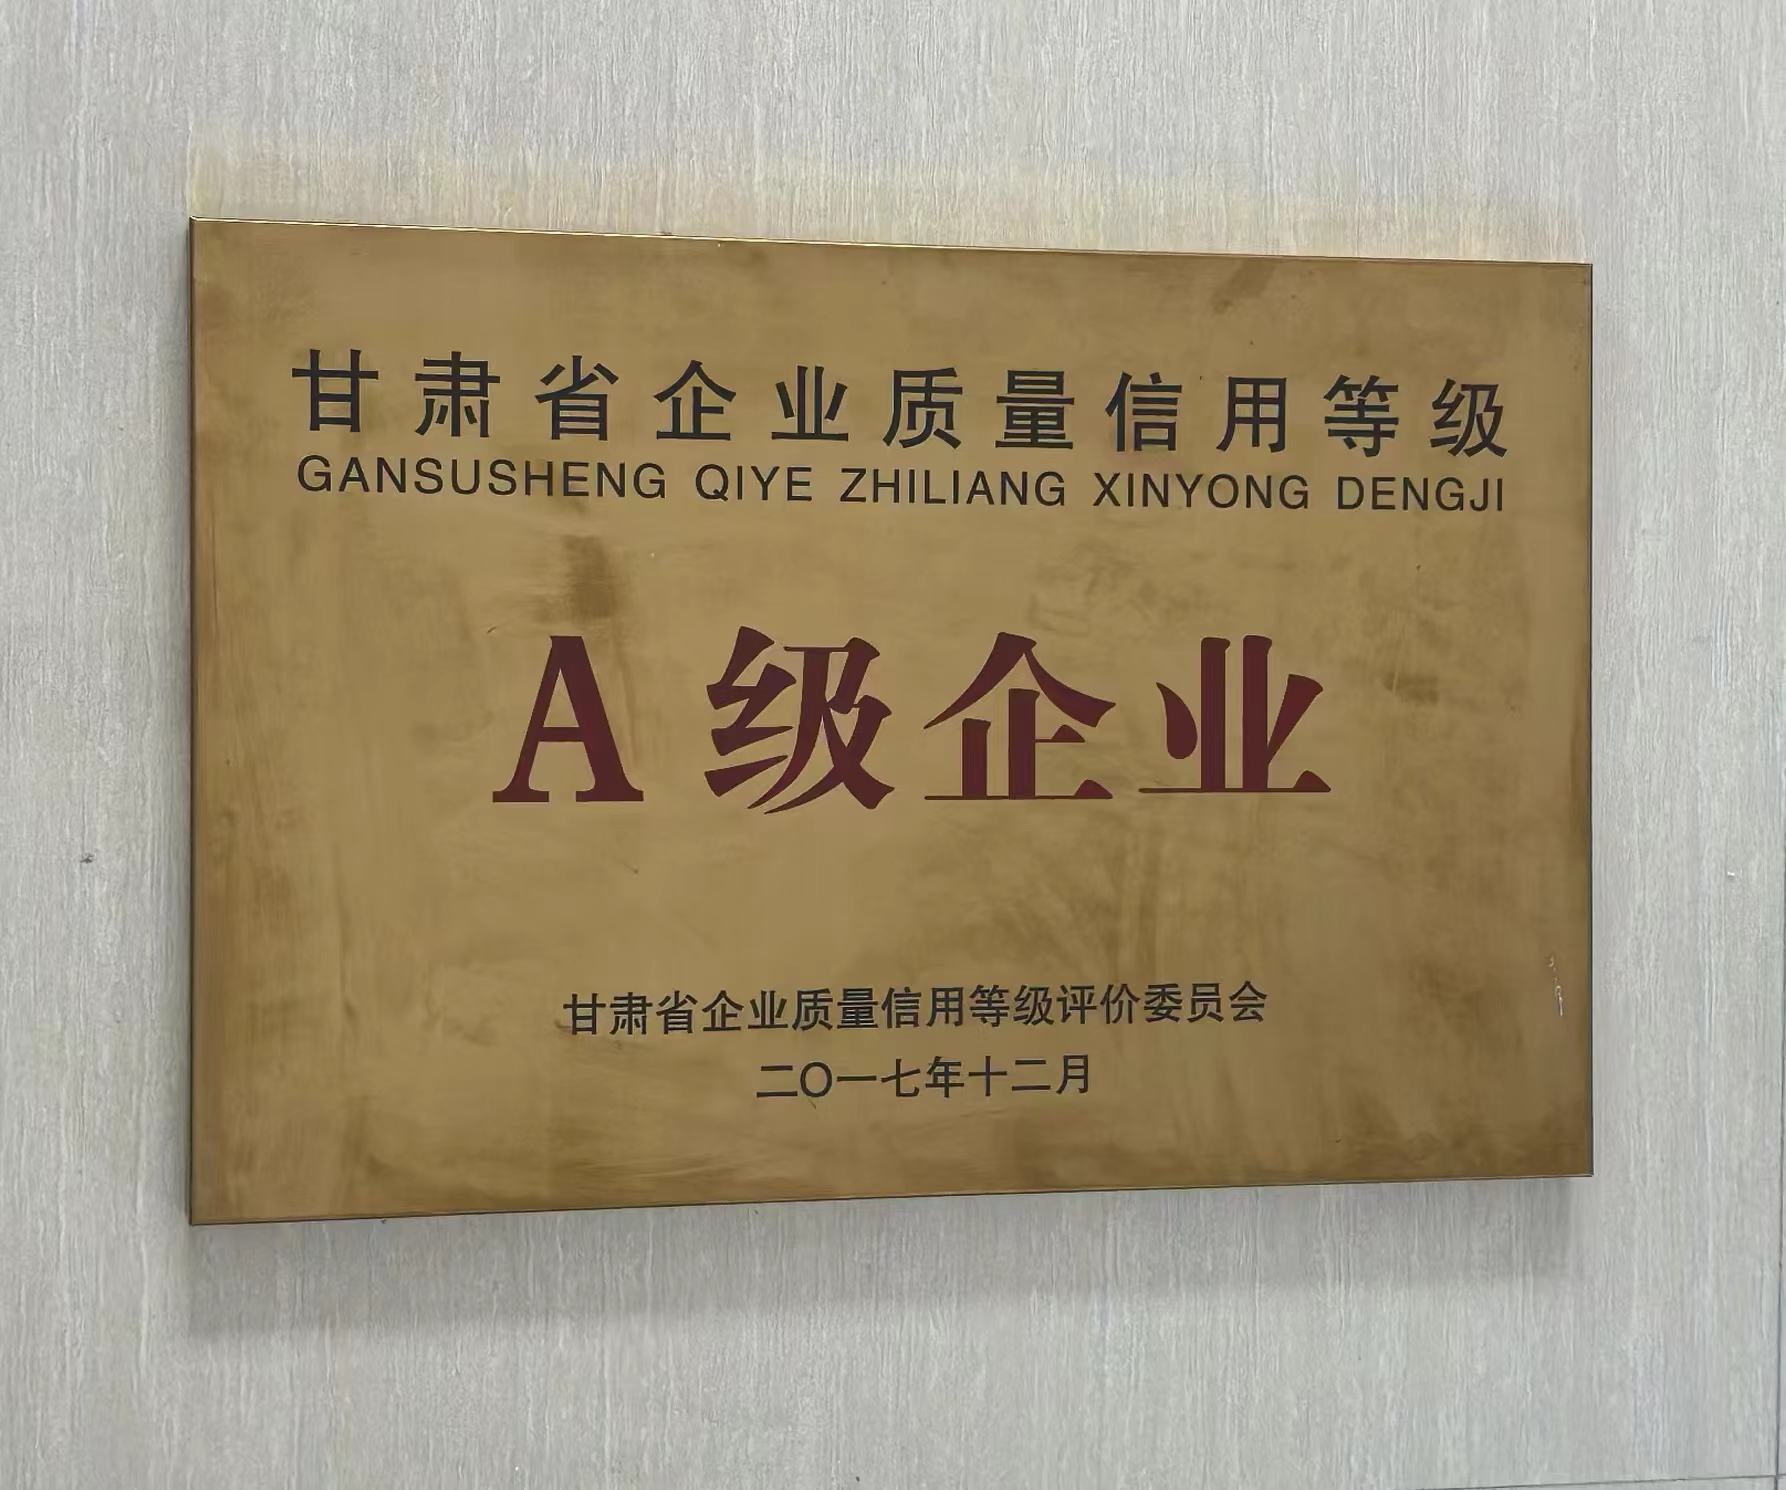 甘肃省企业质量信用等级
GANSUSHENG QIYE ZHILIANG XINYONG DENGJI
A级企业
甘肃省企业质量信用等级评价委员会
二〇一七年十二月